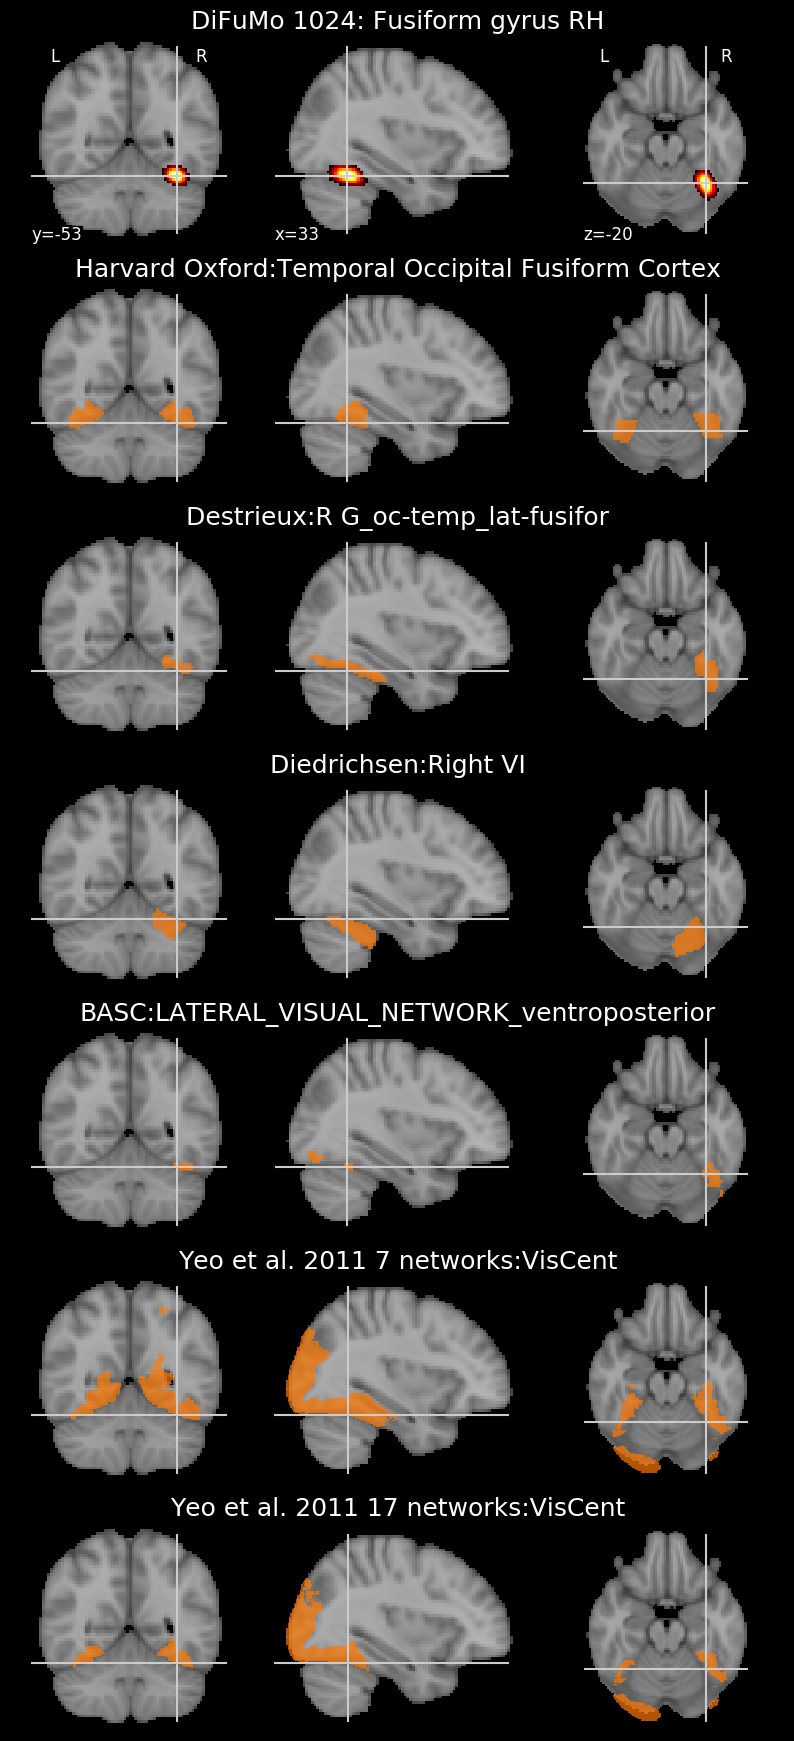 DiFuMo 1024: Fusiform gyrus RH
L R L R
y=-53 x=33 z=-20
Harvard Oxford:Temporal Occipital Fusiform Cortex
Destrieux:R G_oc-temp_lat-fusifor
Diedrichsen:Right VI
BASC:LATERAL_VISUAL_NETWORK_ventroposterior
Yeo et al. 2011 7 networks:VisCent
Yeo et al. 2011 17 networks:VisCent